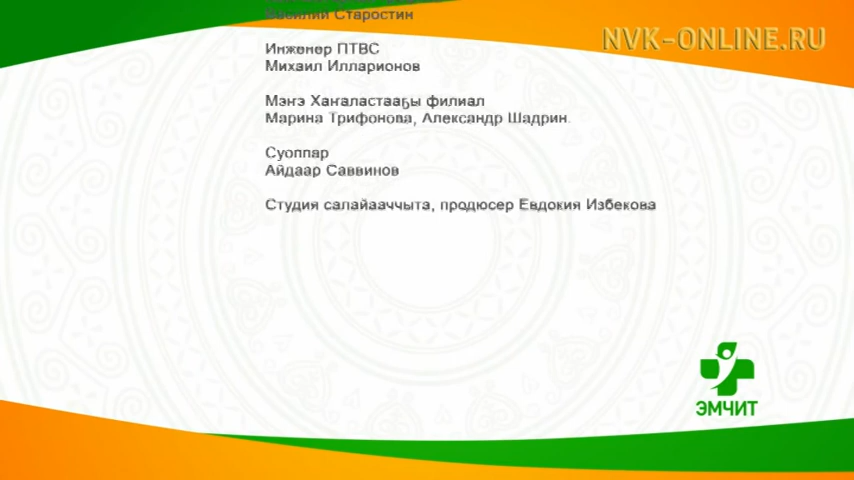 Василий Старостин
NVK-ONLINE.RU
Инженер ПТВС
Михаил Илларионов
Мэҥэ Хаҥаластааҕы филиал
Марина Трифонова, Александр Шадрин.
Суоппар
Айдаар Саввинов
Студия салайааччыта, продюсер Евдокия Избекова
ЭМЧИТ